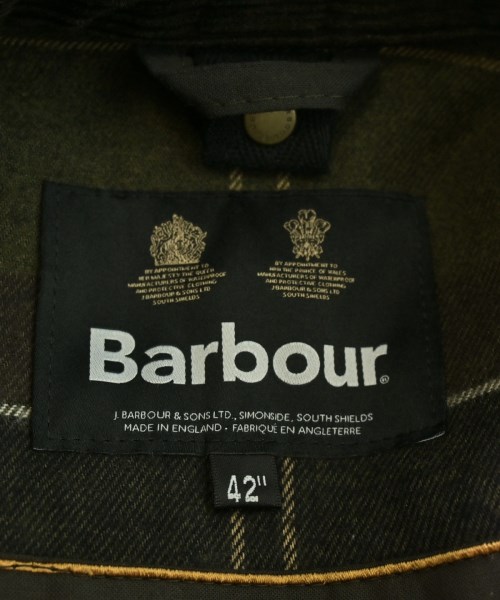 BY APPOINTMENT TO
HER MAJESTY THE QUEEN
MANUFACTURERS OF WATERPROOF
AND PROTECTIVE CLOTHING
J.BARBOUR & SONS LTD
SOUTH SHIELDS
BY APPOINTMENT TO
HRH THE PRINCE OF WALES
MANUFACTURERS OF WATERPROOF
AND PROTECTIVE CLOTHING
J.BARBOUR & SONS LTD
SOUTH SHIELDS
Barbour®
J. BARBOUR & SONS LTD., SIMONSIDE, SOUTH SHIELDS
MADE IN ENGLAND · FABRIQUÉ EN ANGLETERRE
42"